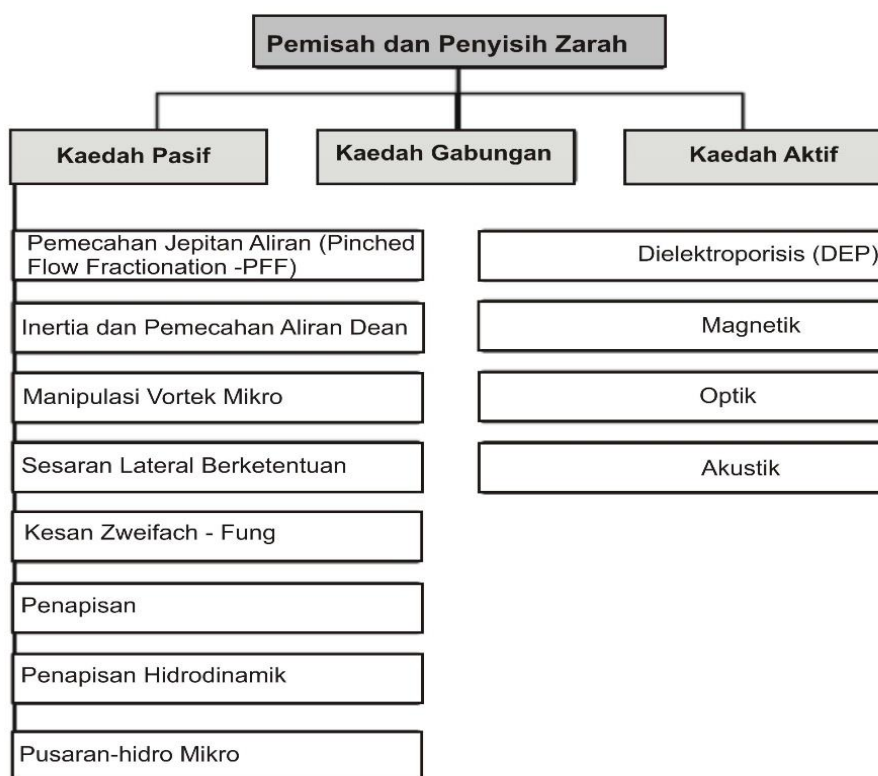 Pemisah dan Penyisih Zarah
Kaedah Pasif
Kaedah Gabungan
Kaedah Aktif
Pemecahan Jepitan Aliran (Pinched
Flow Fractionation -PFF)
Inertia dan Pemecahan Aliran Dean
Manipulasi Vortek Mikro
Sesaran Lateral Berketentuan
Kesan Zweifach - Fung
Penapisan
Penapisan Hidrodinamik
Pusaran-hidro Mikro
Dielektroporisis (DEP)
Magnetik
Optik
Akustik